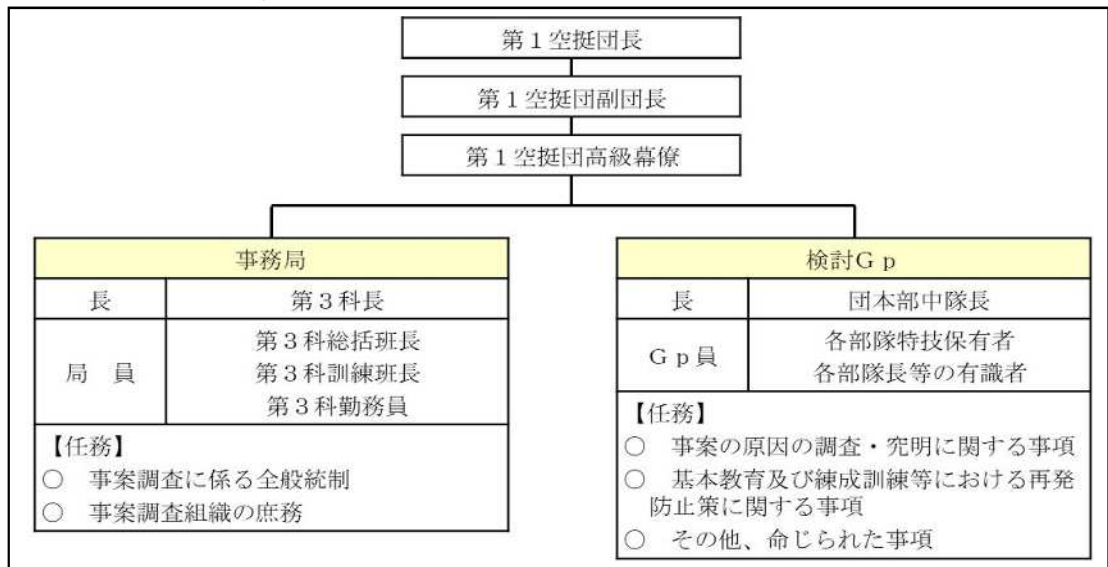 第１空挺団長
第１空挺団副団長
第１空挺団高級幕僚
事務局
長 第３科長
局　員 第３科総括班長
第３科訓練班長
第３科勤務員
【任務】
○　事案調査に係る全般統制
○　事案調査組織の庶務
検討Ｇｐ
長 団本部中隊長
Ｇｐ員 各部隊特技保有者
各部隊長等の有識者
【任務】
○　事案の原因の調査・究明に関する事項
○　基本教育及び練成訓練等における再発
防止策に関する事項
○　その他、命じられた事項